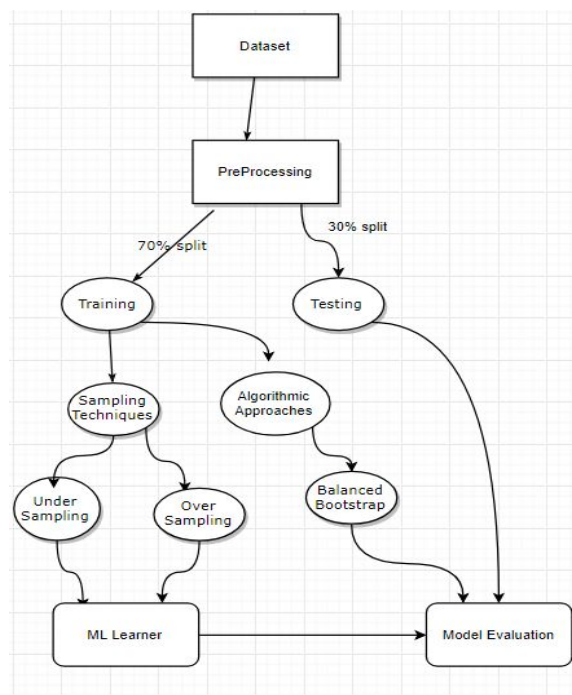 Dataset
PreProcessing
70% split
30% split
Training
Testing
Sampling
Techniques
Algorithmic
Approaches
Under
Sampling
Over
Sampling
Balanced
Bootstrap
ML Learner
Model Evaluation